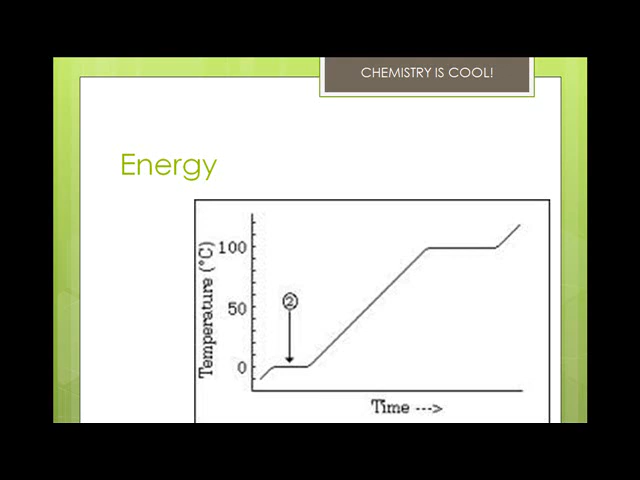 CHEMISTRY IS COOL!
Energy
Temperature (°C)
100
50
0
2
Time --->